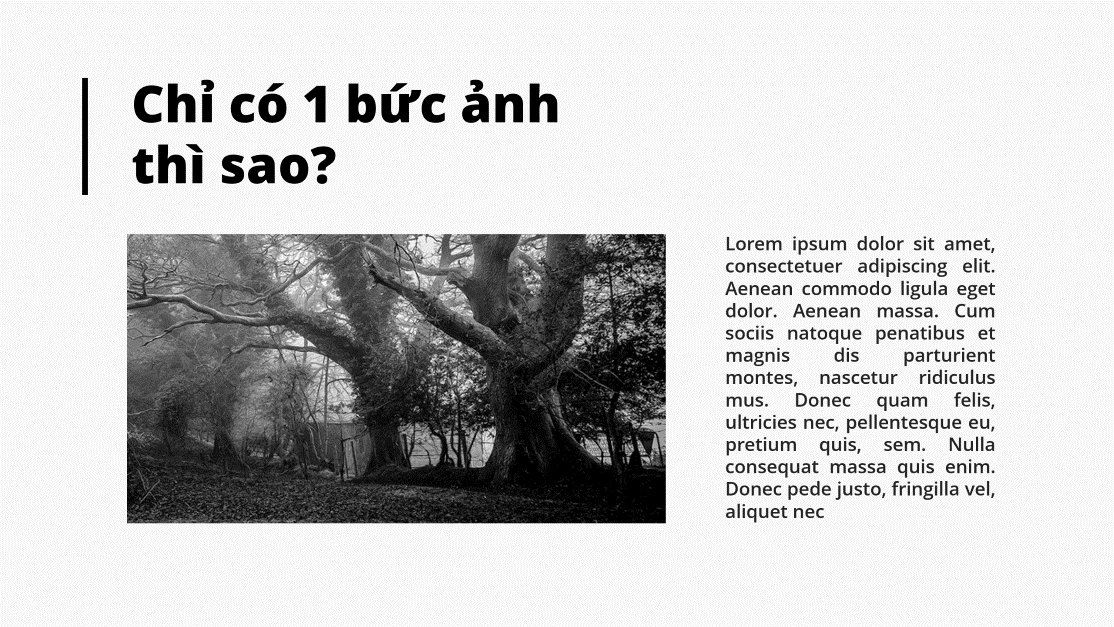 Chỉ có 1 bức ảnh
thì sao?
Lorem ipsum dolor sit amet,
consectetuer adipiscing elit.
Aenean commodo ligula eget
dolor. Aenean massa. Cum
sociis natoque penatibus et
magnis dis parturient
montes, nascetur ridiculus
mus. Donec quam felis,
ultricies nec, pellentesque eu,
pretium quis, sem. Nulla
consequat massa quis enim.
Donec pede justo, fringilla vel,
aliquet nec